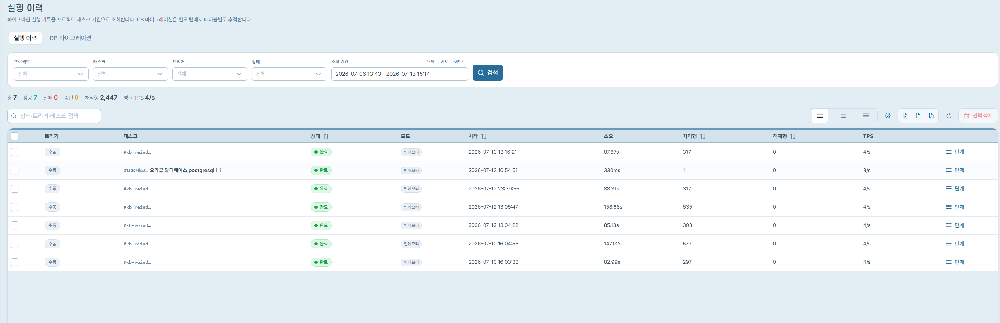 실행 이력
파이프라인 실행 기록을 프로젝트·태스크·기간으로 조회합니다. DB 마이그레이션은 별도 탭에서 테이블별로 추적합니다.
실행 이력 DB 마이그레이션
프로젝트 태스크 트리거 상태 조회 기간 오늘 어제 이번주
전체 전체 전체 전체 2026-07-06 13:43 - 2026-07-13 15:14 검색
총 7 성공 7 실패 0 중단 0 처리행 2,447 평균 TPS 4/s
상태·트리거·태스크 검색 선택 삭제
트리거 태스크 상태 모드 시작 소요 처리행 적재행 TPS
수동 #kb-reind… 완료 인메모리 2026-07-13 13:16:21 87.67s 317 0 4/s 단계
수동 01.DB 테스트 오라클,알티베이스,postgresql 완료 인메모리 2026-07-13 10:54:51 330ms 1 0 3/s 단계
수동 #kb-reind… 완료 인메모리 2026-07-12 23:39:55 88.31s 317 0 4/s 단계
수동 #kb-reind… 완료 인메모리 2026-07-12 13:05:47 158.68s 635 0 4/s 단계
수동 #kb-reind… 완료 인메모리 2026-07-12 13:04:22 85.13s 303 0 4/s 단계
수동 #kb-reind… 완료 인메모리 2026-07-10 16:04:56 147.02s 577 0 4/s 단계
수동 #kb-reind… 완료 인메모리 2026-07-10 16:03:33 82.99s 297 0 4/s 단계